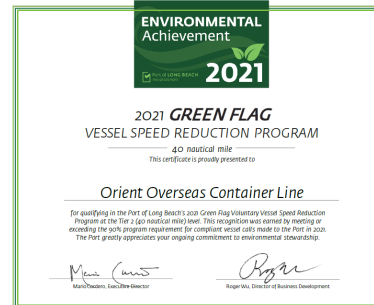 ENVIRONMENTAL
Achievement
Port of LONG BEACH
2021
2021 GREEN FLAG
VESSEL SPEED REDUCTION PROGRAM
40 nautical mile
This certificate is proudly presented to
Orient Overseas Container Line
for qualifying in the Port of Long Beach's 2021 Green Flag Voluntary Vessel Speed Reduction
Program at the Tier 2 (40 nautical mile) level. This recognition was earned by meeting or
exceeding the 90% program requirement for compliant vessel calls made to the Port in 2021.
The Port greatly appreciates your ongoing commitment to environmental stewardship.
Mario Cordero, Executive Director
Roger Wu, Director of Business Development